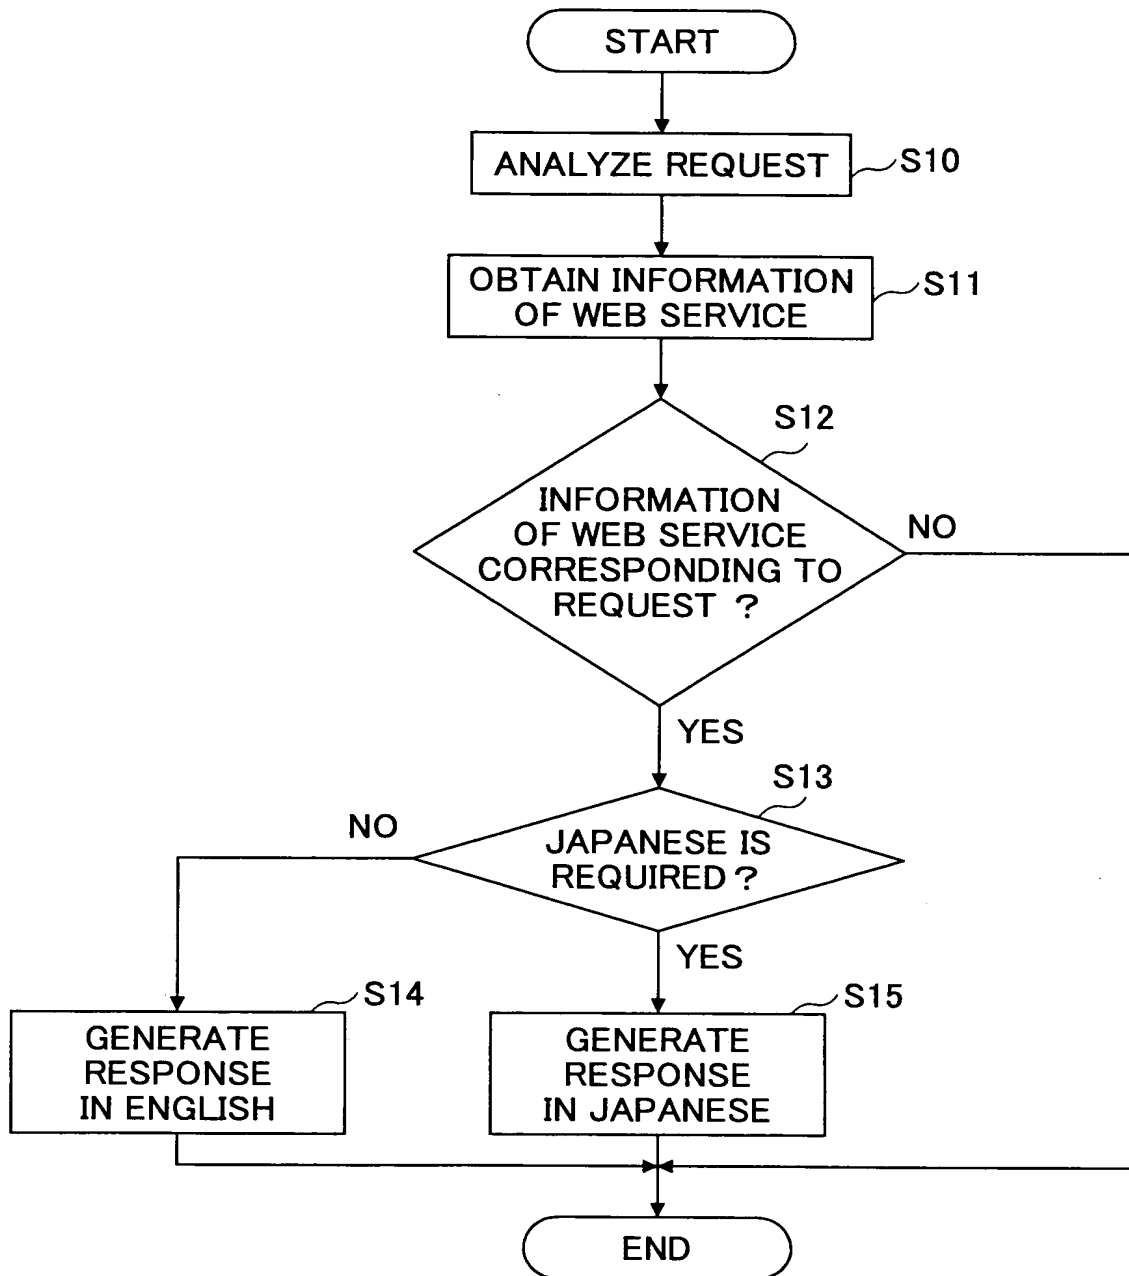 START
ANALYZE REQUEST
S10
OBTAIN INFORMATION
OF WEB SERVICE
S11
S12
INFORMATION
OF WEB SERVICE
CORRESPONDING TO
REQUEST ?
NO
YES
S13
NO
JAPANESE IS
REQUIRED ?
YES
S14
GENERATE
RESPONSE
IN ENGLISH
S15
GENERATE
RESPONSE
IN JAPANESE
END